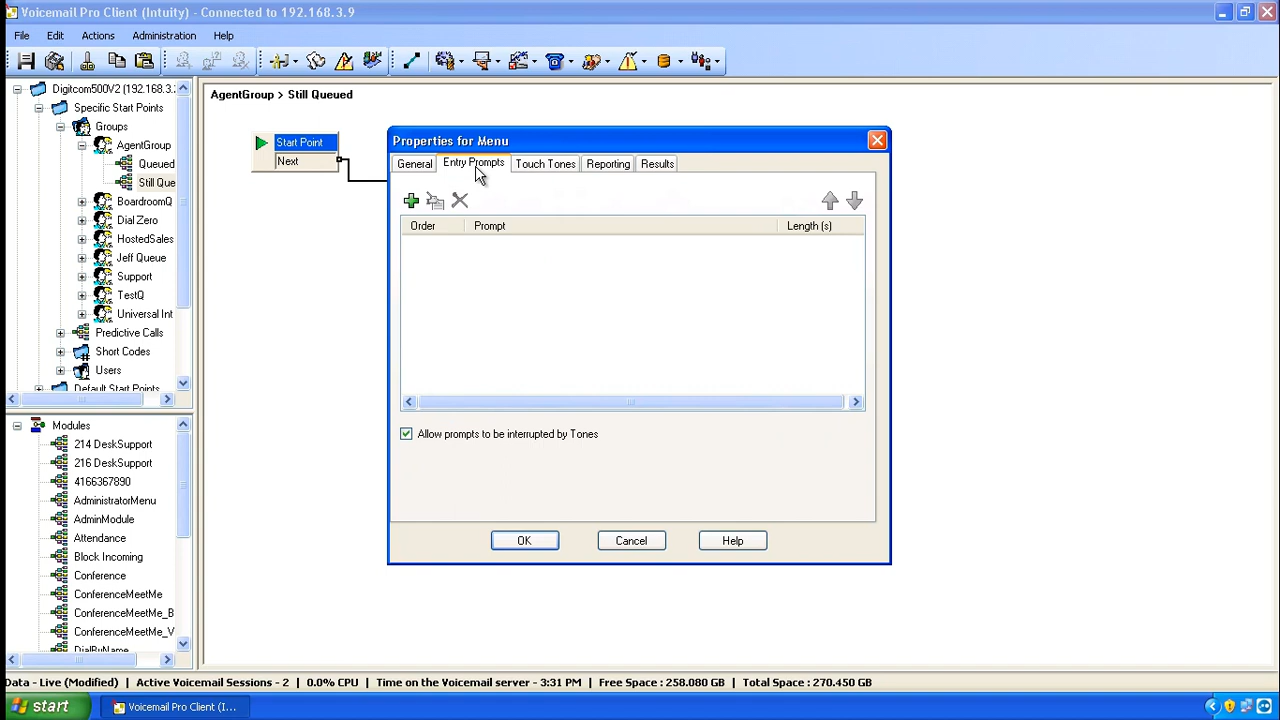 Voicemail Pro Client (Intuity) - Connected to 192.168.3.9
File Edit Actions Administration Help
Digitcom500V2 (192.168.3.
Specific Start Points
Groups
AgentGroup
Queued
Still Que
BoardroomQ
Dial Zero
HostedSales
Jeff Queue
Support
TestQ
Universal Int
Predictive Calls
Short Codes
Users
Default Start Points
Modules
214 DeskSupport
216 DeskSupport
4166367890
AdministratorMenu
AdminModule
Attendance
Block Incoming
Conference
ConferenceMeetMe
ConferenceMeetMe_B
ConferenceMeetMe_V
DialByName
AgentGroup > Still Queued
Start Point
Next
Properties for Menu
General Entry Prompts Touch Tones Reporting Results
Order Prompt Length (s)
Allow prompts to be interrupted by Tones
OK Cancel Help
Data - Live (Modified) | Active Voicemail Sessions - 2 | 0.0% CPU | Time on the Voicemail server - 3:31 PM | Free Space : 258.080 GB | Total Space : 270.450 GB
start Voicemail Pro Client (I...